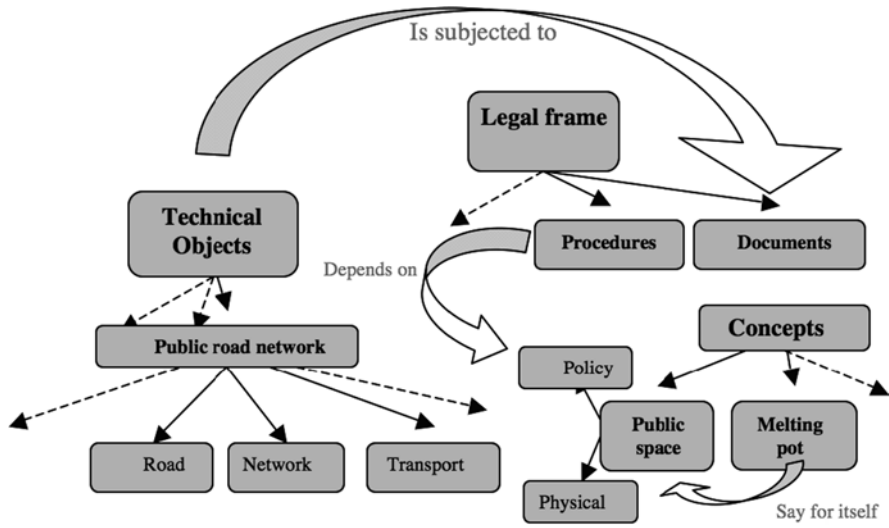 Is subjected to
Legal frame
Technical
Objects
Procedures
Documents
Depends on
Concepts
Public road network
Policy
Public
space
Melting
pot
Road
Network
Transport
Physical
Say for itself